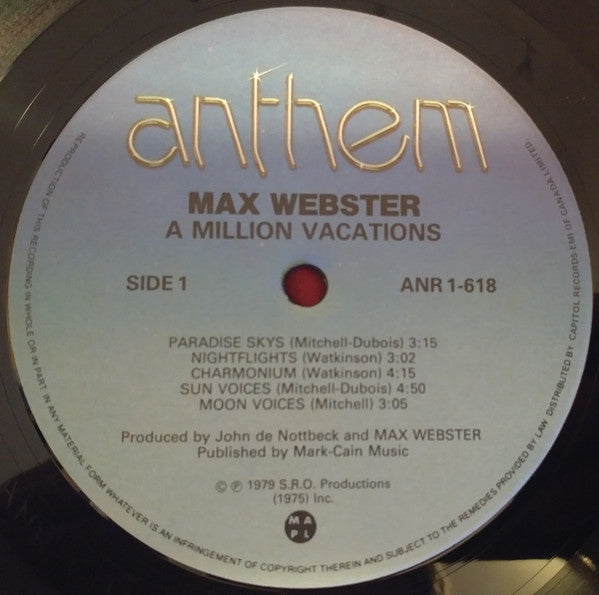 anthem
MAX WEBSTER
A MILLION VACATIONS
SIDE 1
ANR 1-618
PARADISE SKYS (Mitchell-Dubois) 3:15
NIGHTFLIGHTS (Watkinson) 3:02
CHARMONIUM (Watkinson) 4:15
SUN VOICES (Mitchell-Dubois) 4:50
MOON VOICES (Mitchell) 3:05
Produced by John de Nottbeck and MAX WEBSTER
Published by Mark-Cain Music
© ℗ 1979 S.R.O. Productions
(1975) Inc.
M A
P L
REPRODUCTION OF THIS RECORDING IN WHOLE OR IN PART IN ANY MATERIAL FORM WHATEVER IS AN INFRINGEMENT OF COPYRIGHT THEREIN AND SUBJECT TO THE REMEDIES PROVIDED BY LAW. DISTRIBUTED BY CAPITOL RECORDS EMI OF CANADA LIMITED.